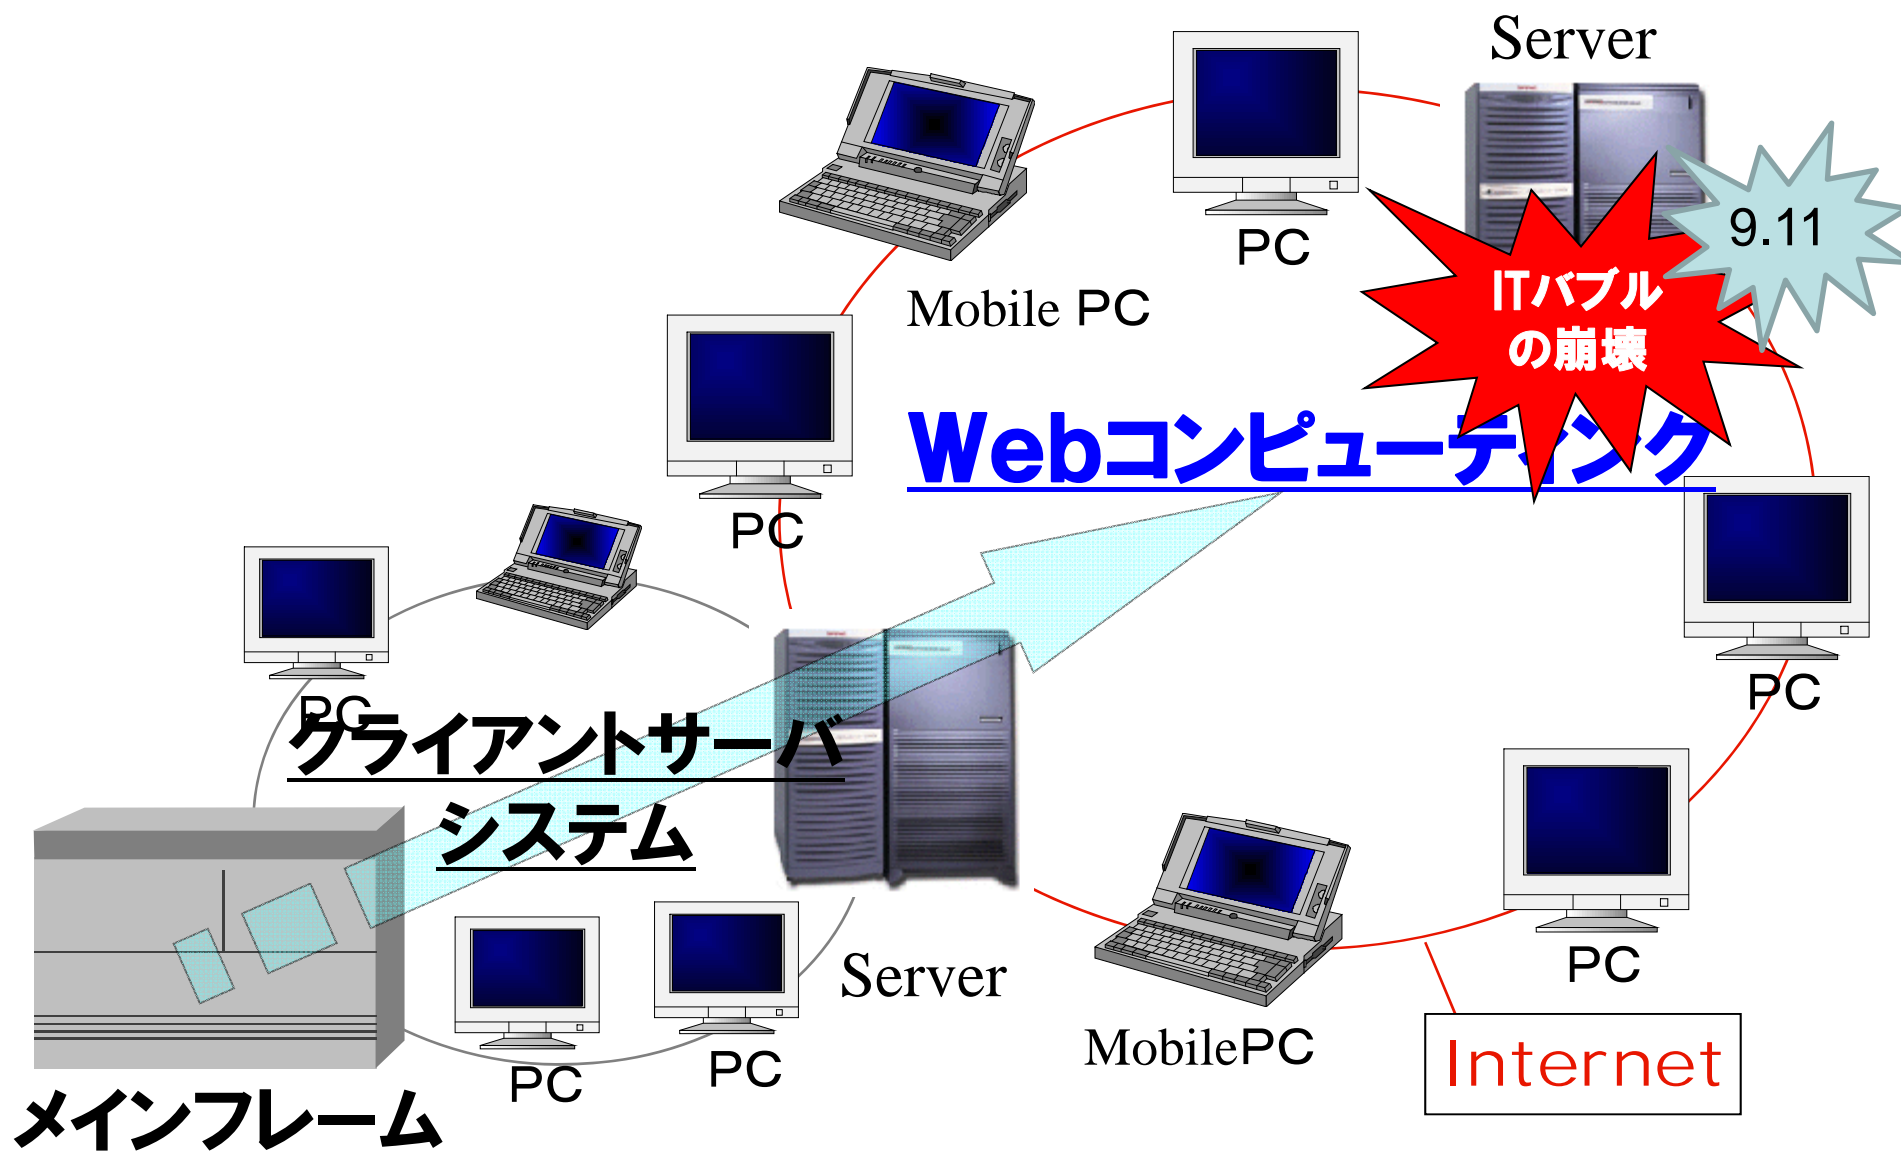 Server
9.11
PC
ITバブル
の崩壊
Mobile PC
Webコンピューティング
PC
PC
PC
クライアントサーバ
システム
PC
Server
MobilePC
Internet
PC
PC
メインフレーム